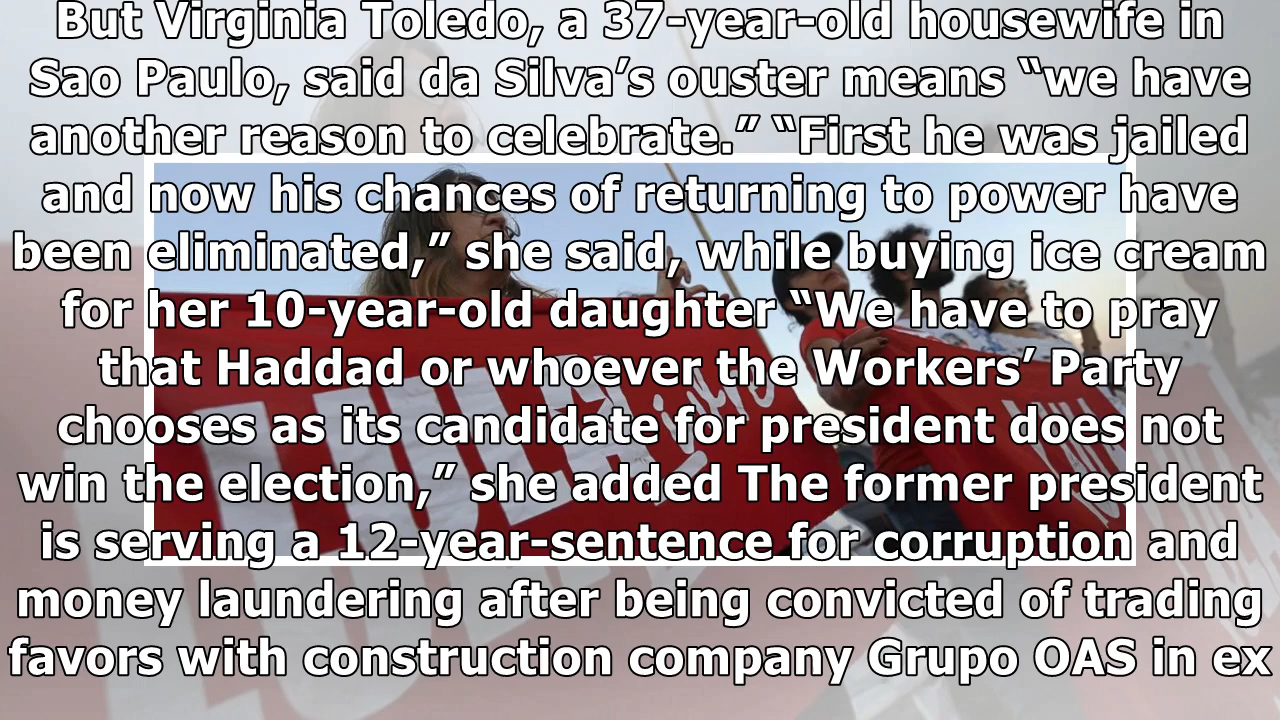 But Virginia Toledo, a 37-year-old housewife in
Sao Paulo, said da Silva’s ouster means “we have
another reason to celebrate.” “First he was jailed
and now his chances of returning to power have
been eliminated,” she said, while buying ice cream
for her 10-year-old daughter “We have to pray
that Haddad or whoever the Workers’ Party
chooses as its candidate for president does not
win the election,” she added The former president
is serving a 12-year-sentence for corruption and
money laundering after being convicted of trading
favors with construction company Grupo OAS in ex
LULA livre